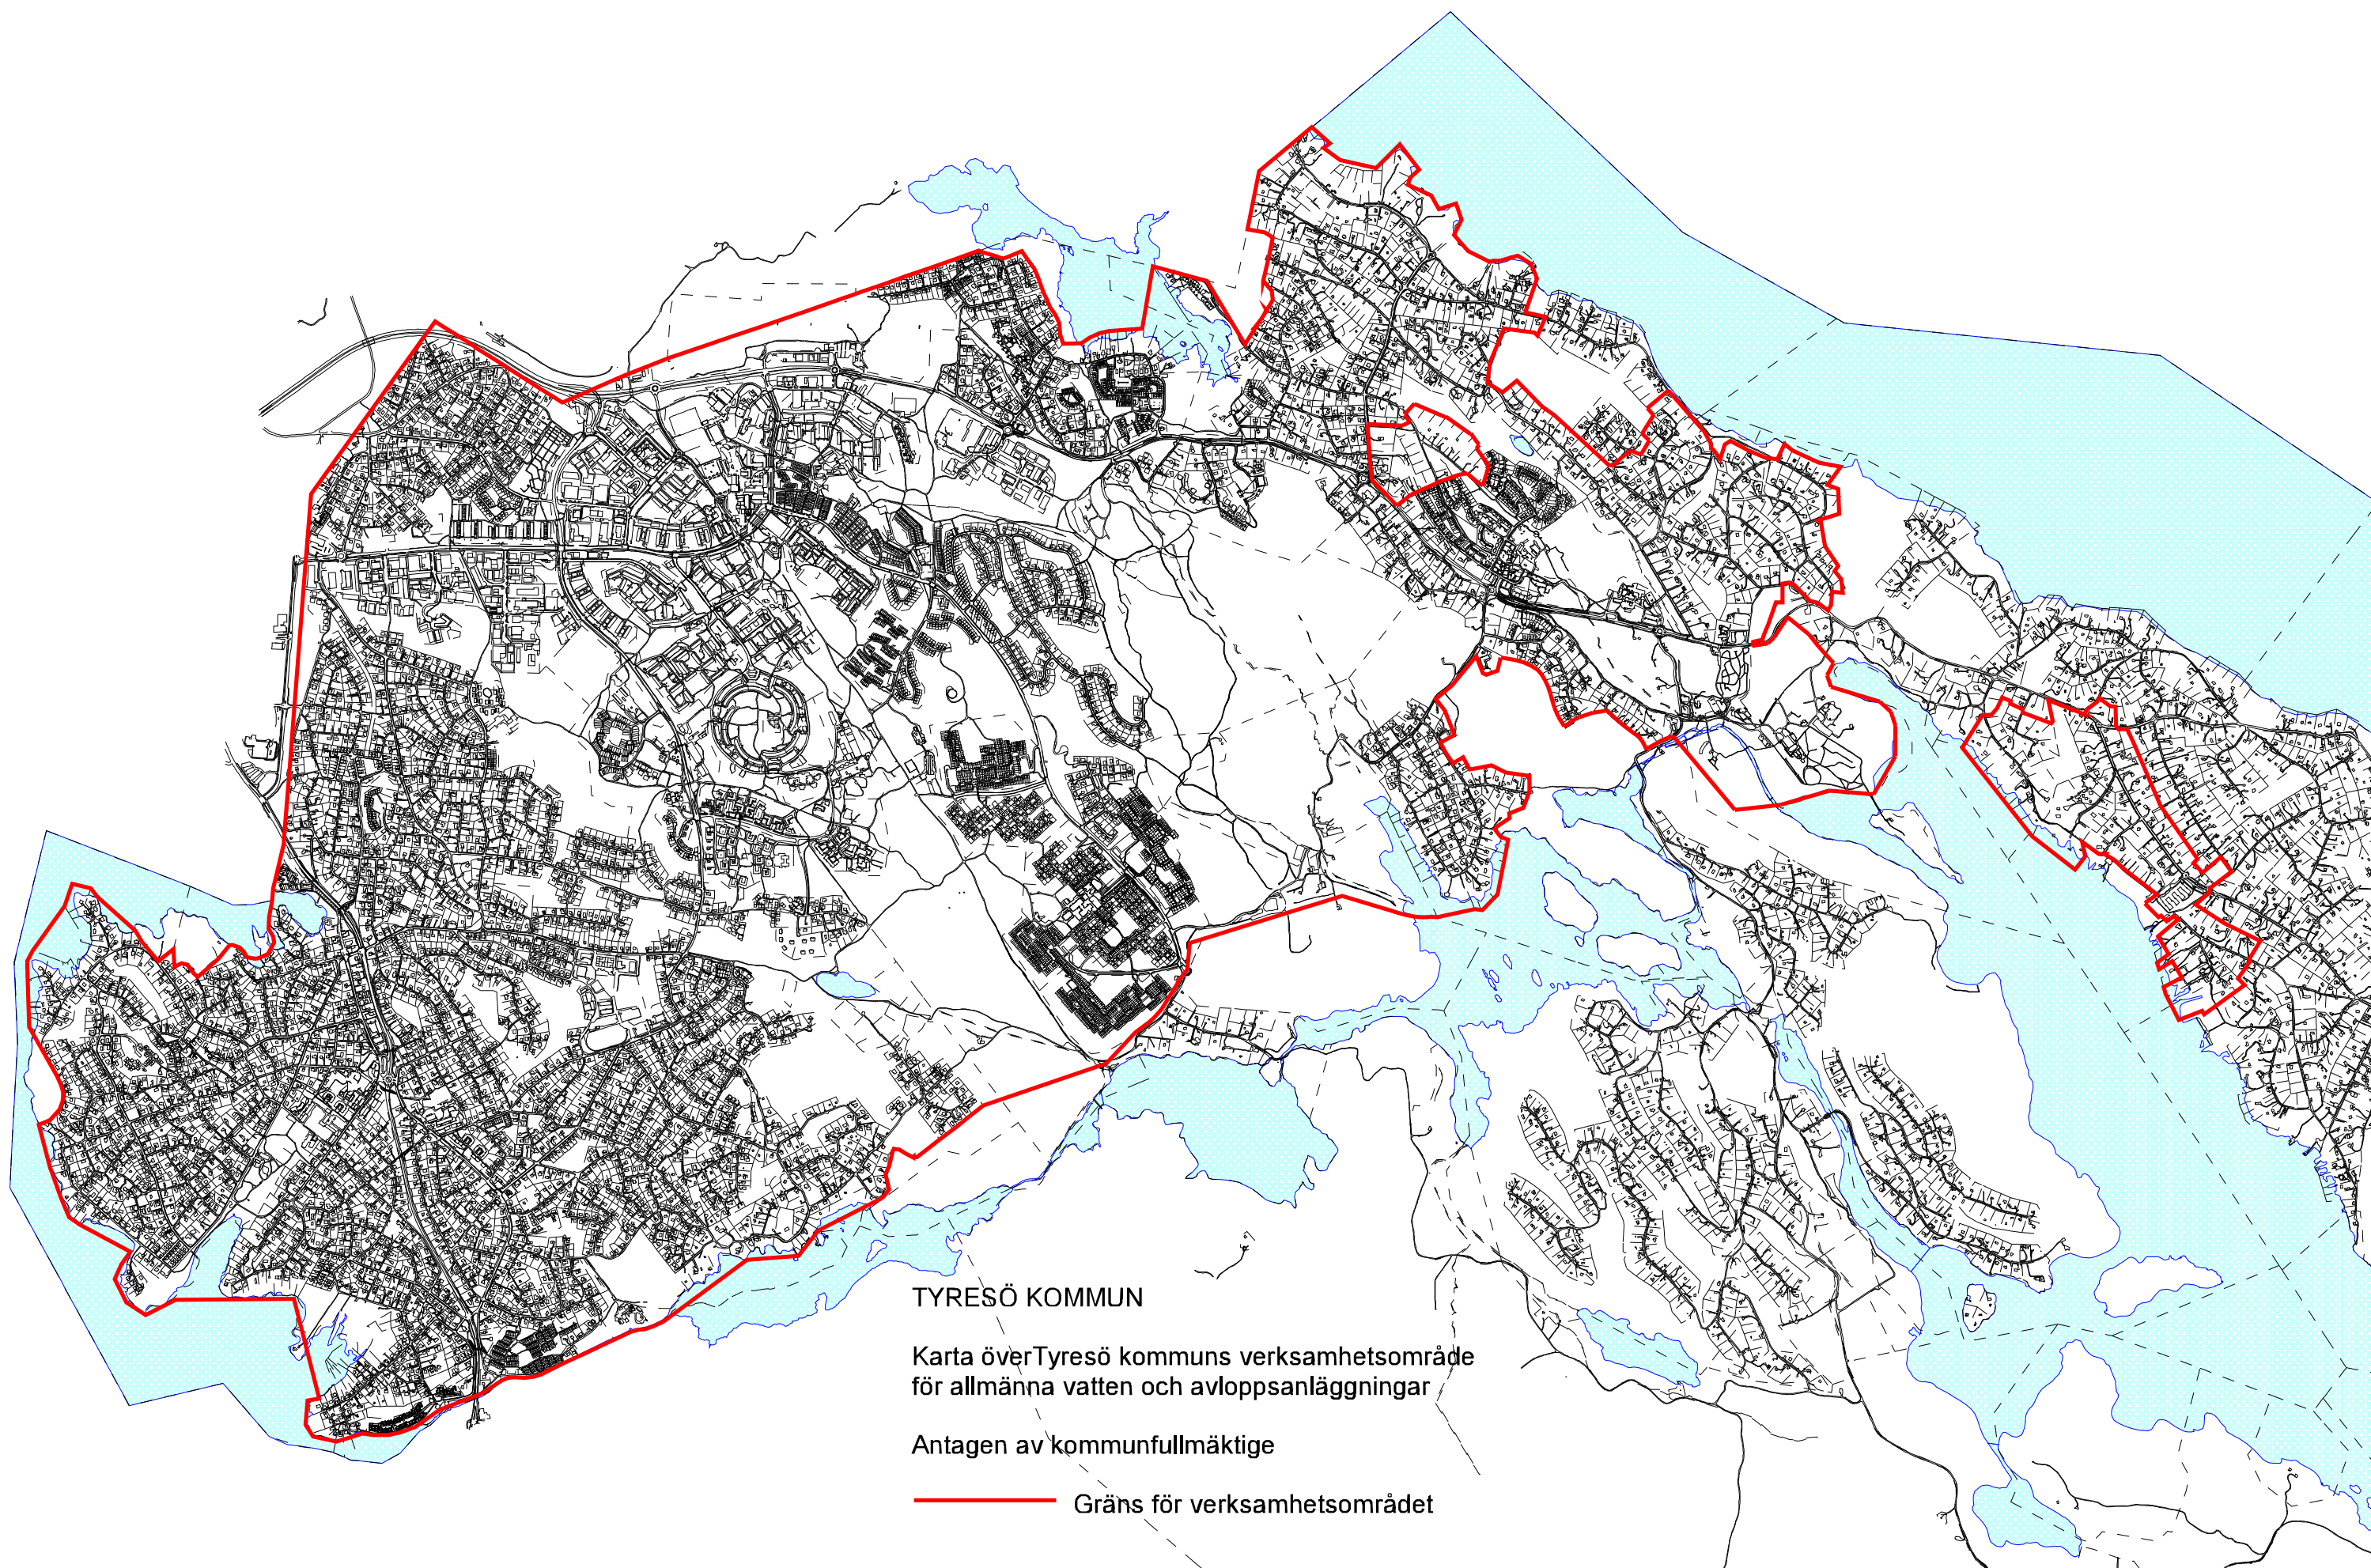 TYRESÖ KOMMUN
Karta överTyresö kommuns verksamhetsområde
för allmänna vatten och avloppsanläggningar
Antagen av kommunfullmäktige
Gräns för verksamhetsområdet